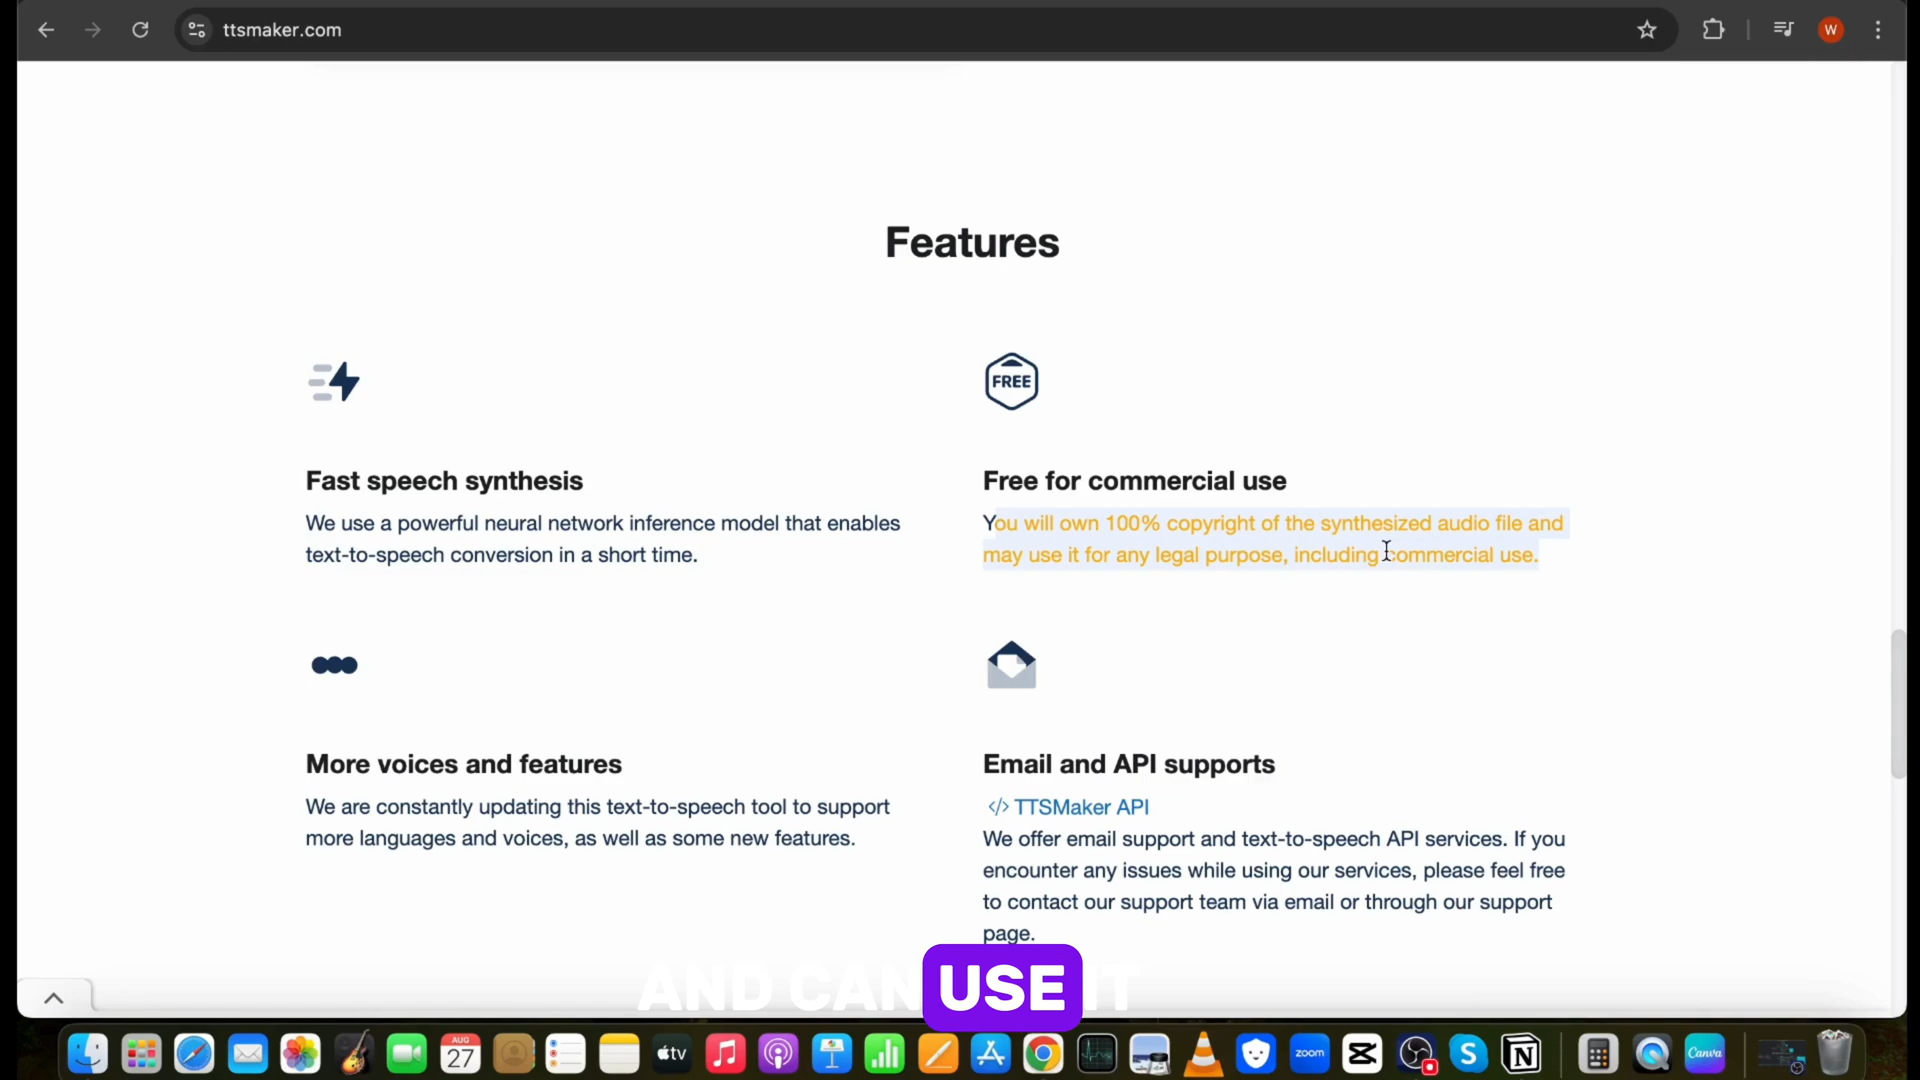 ttsmaker.com
W
Features
FREE
Fast speech synthesis
We use a powerful neural network inference model that enables
text-to-speech conversion in a short time.
Free for commercial use
You will own 100% copyright of the synthesized audio file and
may use it for any legal purpose, including commercial use.
More voices and features
We are constantly updating this text-to-speech tool to support
more languages and voices, as well as some new features.
Email and API supports
</> TTSMaker API
We offer email support and text-to-speech API services. If you
encounter any issues while using our services, please feel free
to contact our support team via email or through our support
page.
AND CAN USE IT
AUG
27
tv
zoom
S
N
Canva